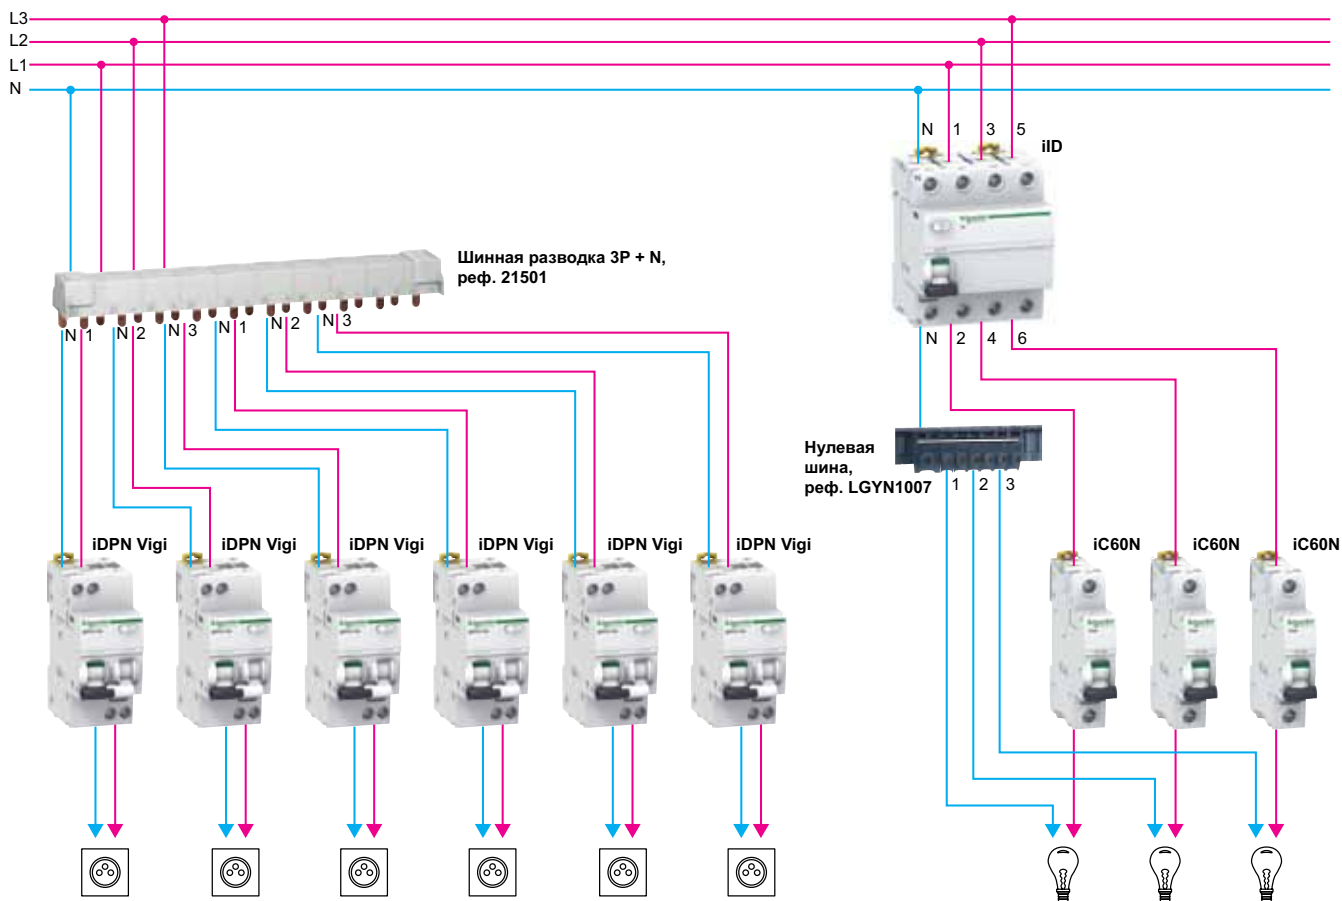 L3
L2
L1
N
N 1 3 5
iID
Шинная разводка 3P + N,
реф. 21501
N 1 N 2 N 3 N 1 N 2 N 3
N 2 4 6
Нулевая
шина,
реф. LGYN1007
1 2 3
iDPN Vigi iDPN Vigi iDPN Vigi iDPN Vigi iDPN Vigi iDPN Vigi
iC60N iC60N iC60N